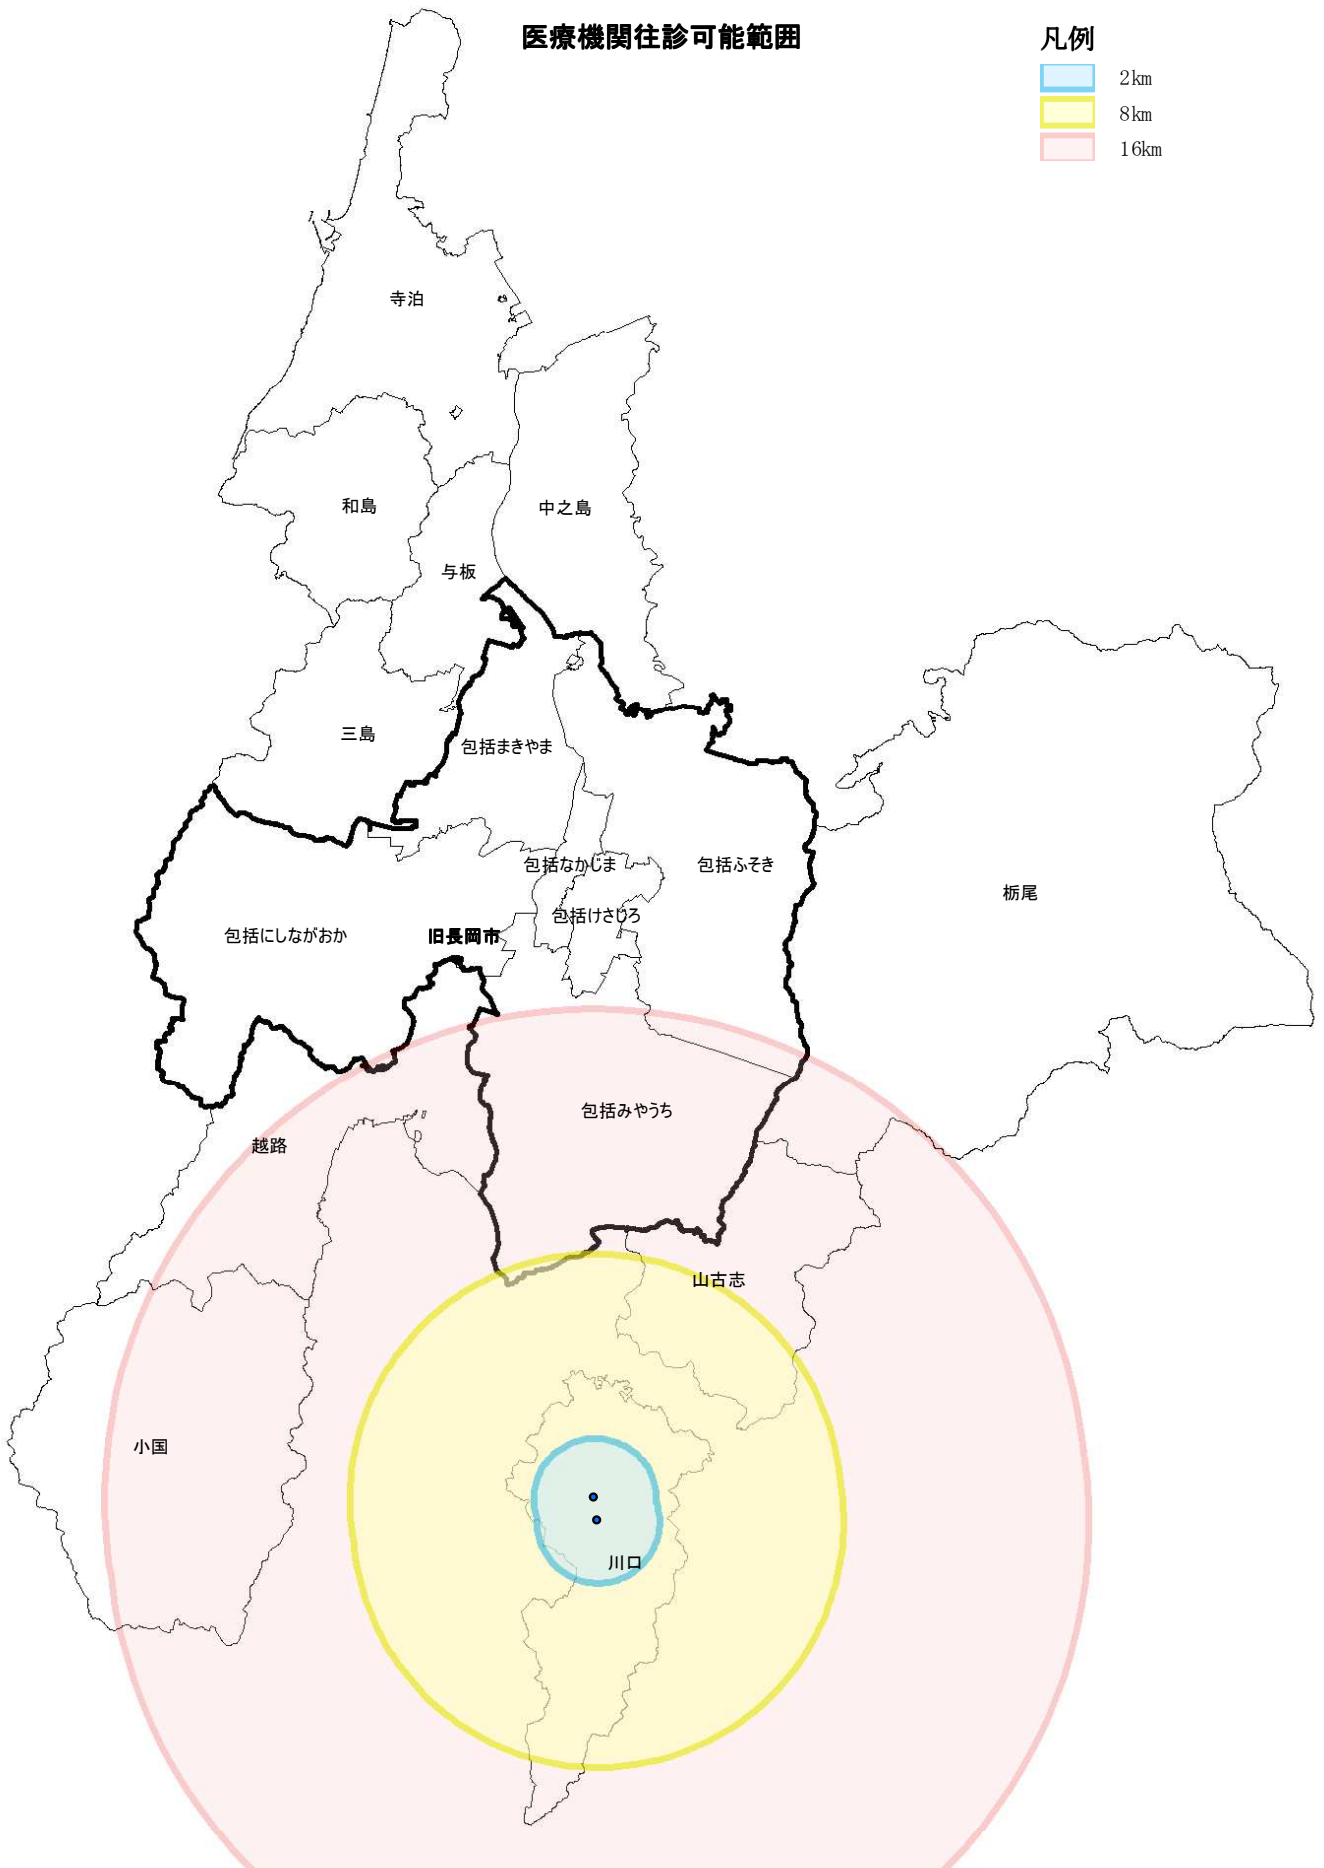 医療機関往診可能範囲
凡例
2km
8km
16km
寺泊
和島
中之島
与板
三島
包括まきやま
包括なかじま
包括ふそき
栃尾
包括けさじろ
包括にしながおか
旧長岡市
包括みやうち
越路
山古志
小国
川口